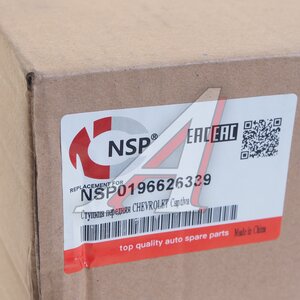 NSP®
EAC EAC
REPLACEMENT FOR
NSP0196626339
Ступица передняя CHEVROLET Captiva
Made in China
top quality auto spare parts